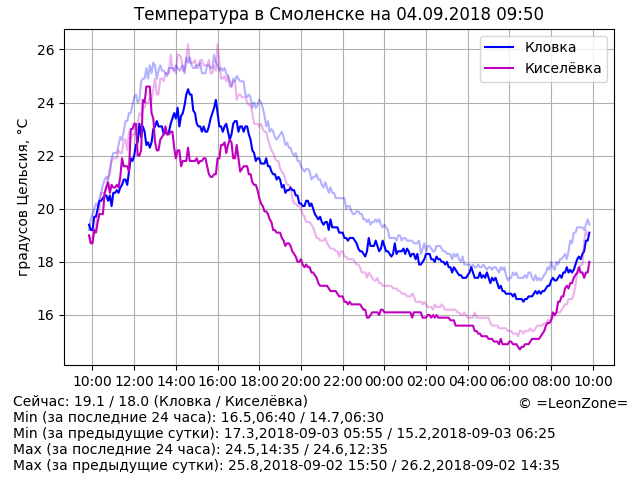 Температура в Смоленске на 04.09.2018 09:50
26
24
22
20
18
16
градусов Цельсия, °C
Кловка
Киселёвка
10:00 12:00 14:00 16:00 18:00 20:00 22:00 00:00 02:00 04:00 06:00 08:00 10:00
Сейчас: 19.1 / 18.0 (Кловка / Киселёвка)
© =LeonZone=
Min (за последние 24 часа): 16.5,06:40 / 14.7,06:30
Min (за предыдущие сутки): 17.3,2018-09-03 05:55 / 15.2,2018-09-03 06:25
Max (за последние 24 часа): 24.5,14:35 / 24.6,12:35
Max (за предыдущие сутки): 25.8,2018-09-02 15:50 / 26.2,2018-09-02 14:35